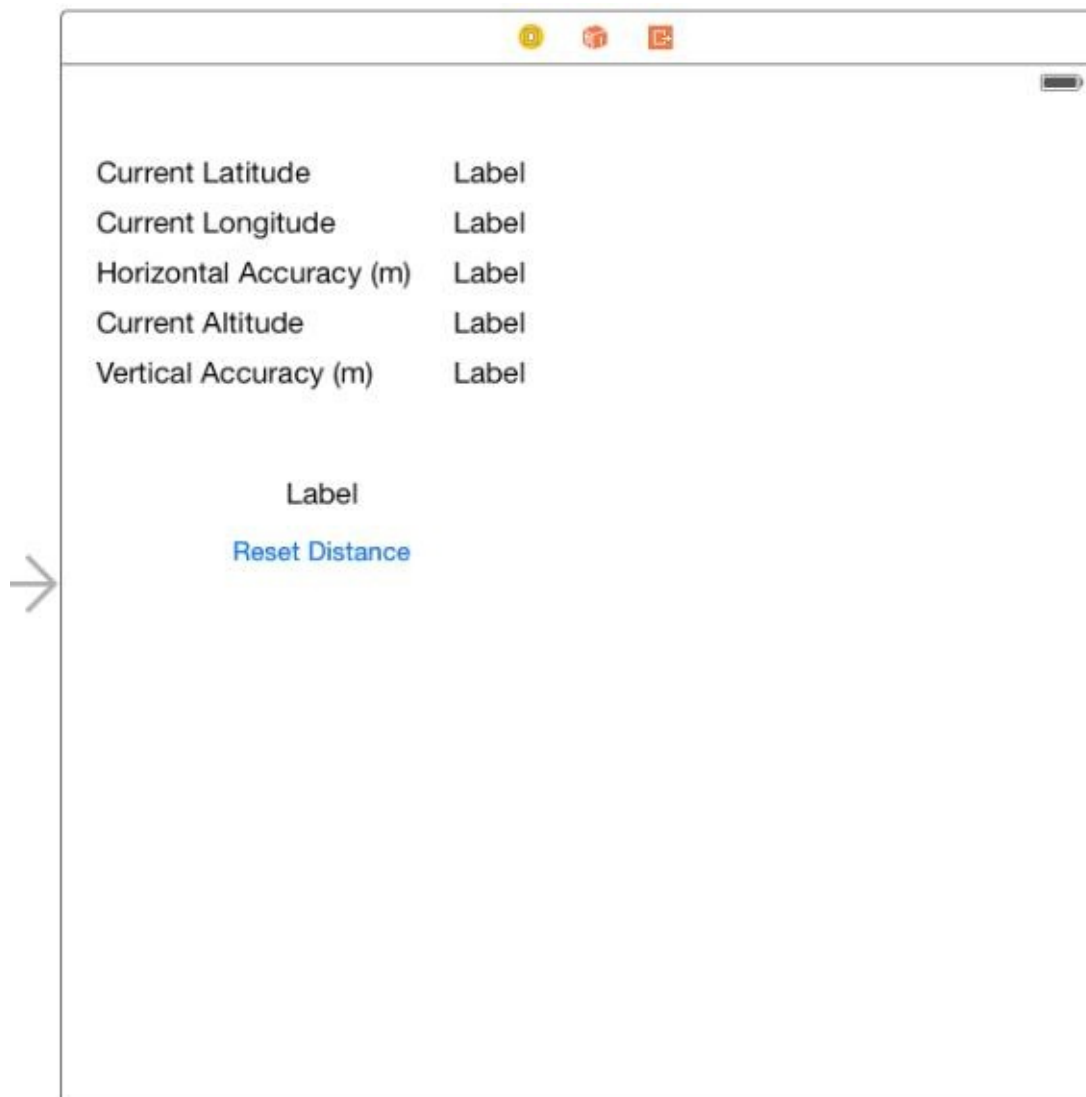 Current Latitude Label
Current Longitude Label
Horizontal Accuracy (m) Label
Current Altitude Label
Vertical Accuracy (m) Label
Label
Reset Distance